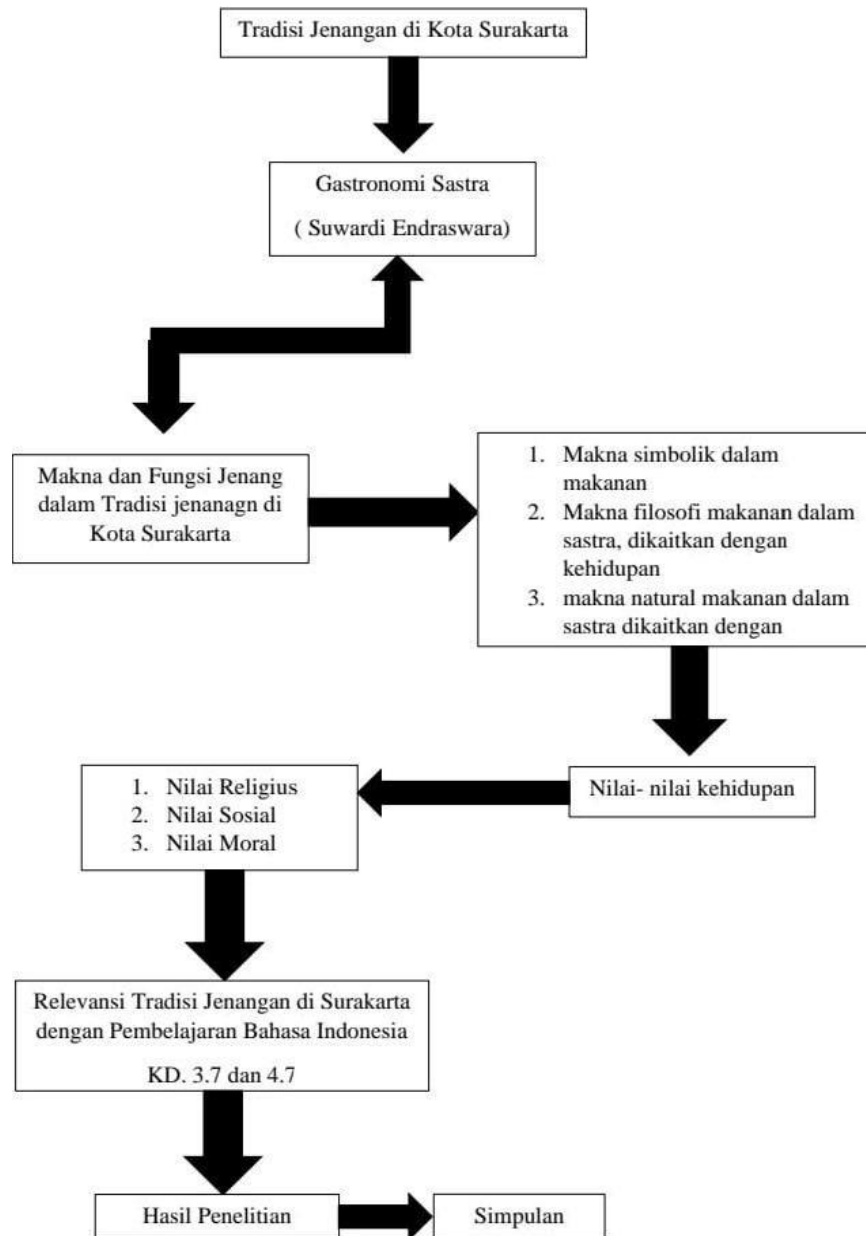 Tradisi Jenangan di Kota Surakarta
Gastronomi Sastra
( Suwardi Endraswara)
Makna dan Fungsi Jenang
dalam Tradisi jenanagn di
Kota Surakarta
1. Makna simbolik dalam
makanan
2. Makna filosofi makanan dalam
sastra, dikaitkan dengan
kehidupan
3. makna natural makanan dalam
sastra dikaitkan dengan
Nilai- nilai kehidupan
1. Nilai Religius
2. Nilai Sosial
3. Nilai Moral
Relevansi Tradisi Jenangan di Surakarta
dengan Pembelajaran Bahasa Indonesia
KD. 3.7 dan 4.7
Hasil Penelitian
Simpulan